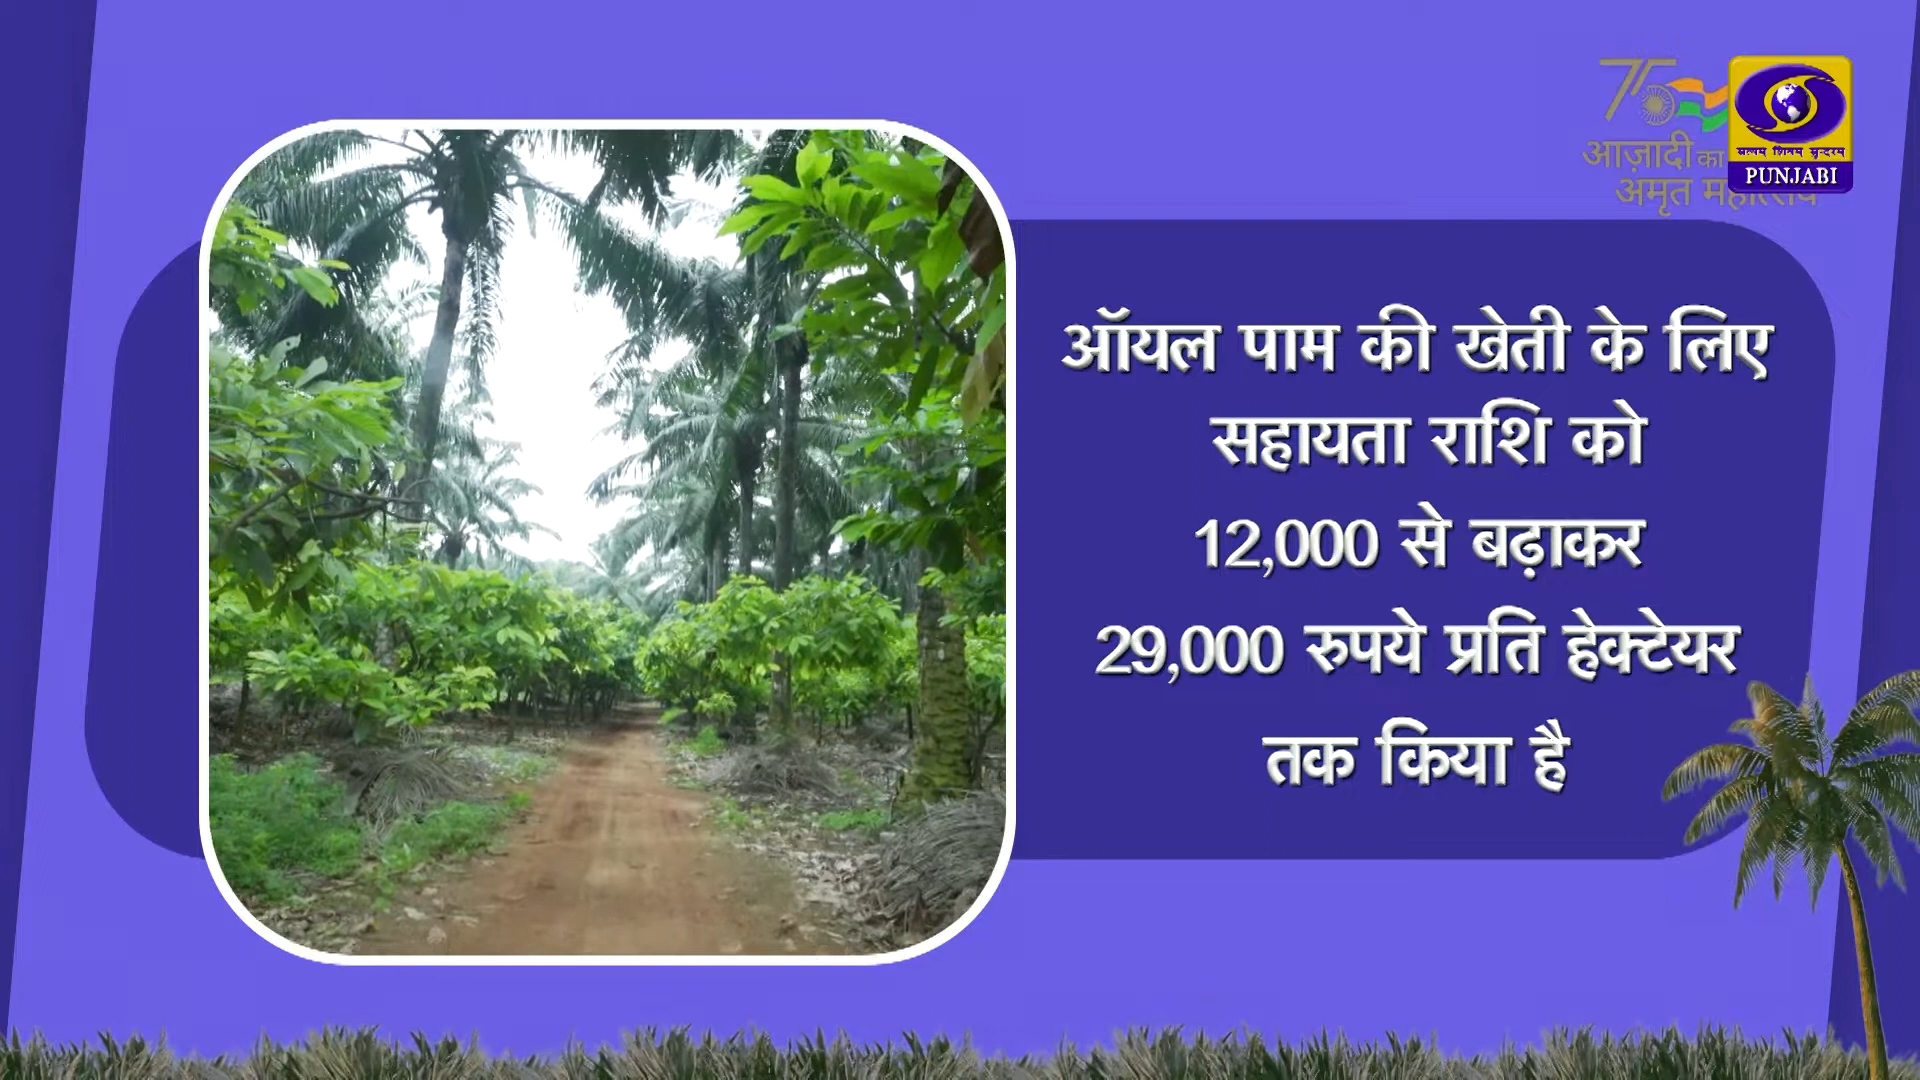 75
आज़ादी का
अमृत महोत्सव
सत्यम् शिवम् सुन्दरम्
PUNJABI
ऑयल पाम की खेती के लिए
सहायता राशि को
12,000 से बढ़ाकर
29,000 रुपये प्रति हेक्टेयर
तक किया है